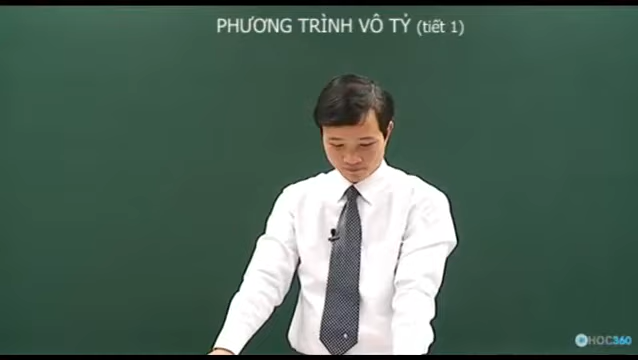 PHƯƠNG TRÌNH VÔ TỶ (tiết 1)
HOC360